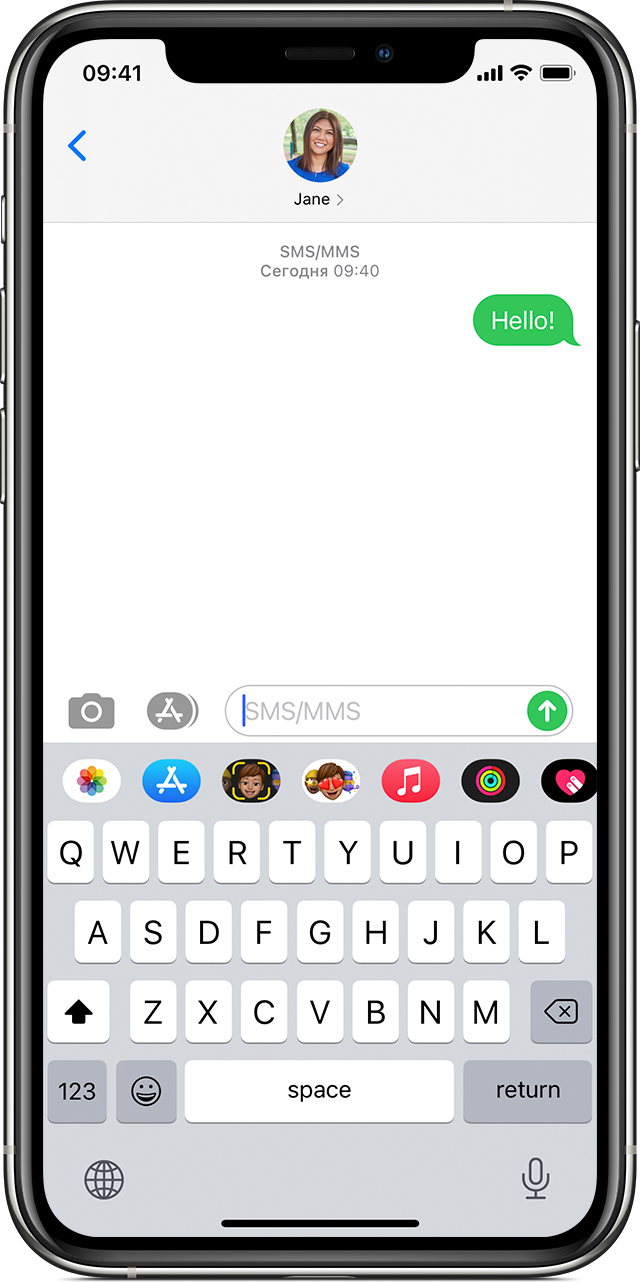 09:41
Jane
SMS/MMS
Сегодня 09:40
Hello!
SMS/MMS
Q W E R T Y U I O P
A S D F G H J K L
Z X C V B N M
123 space return